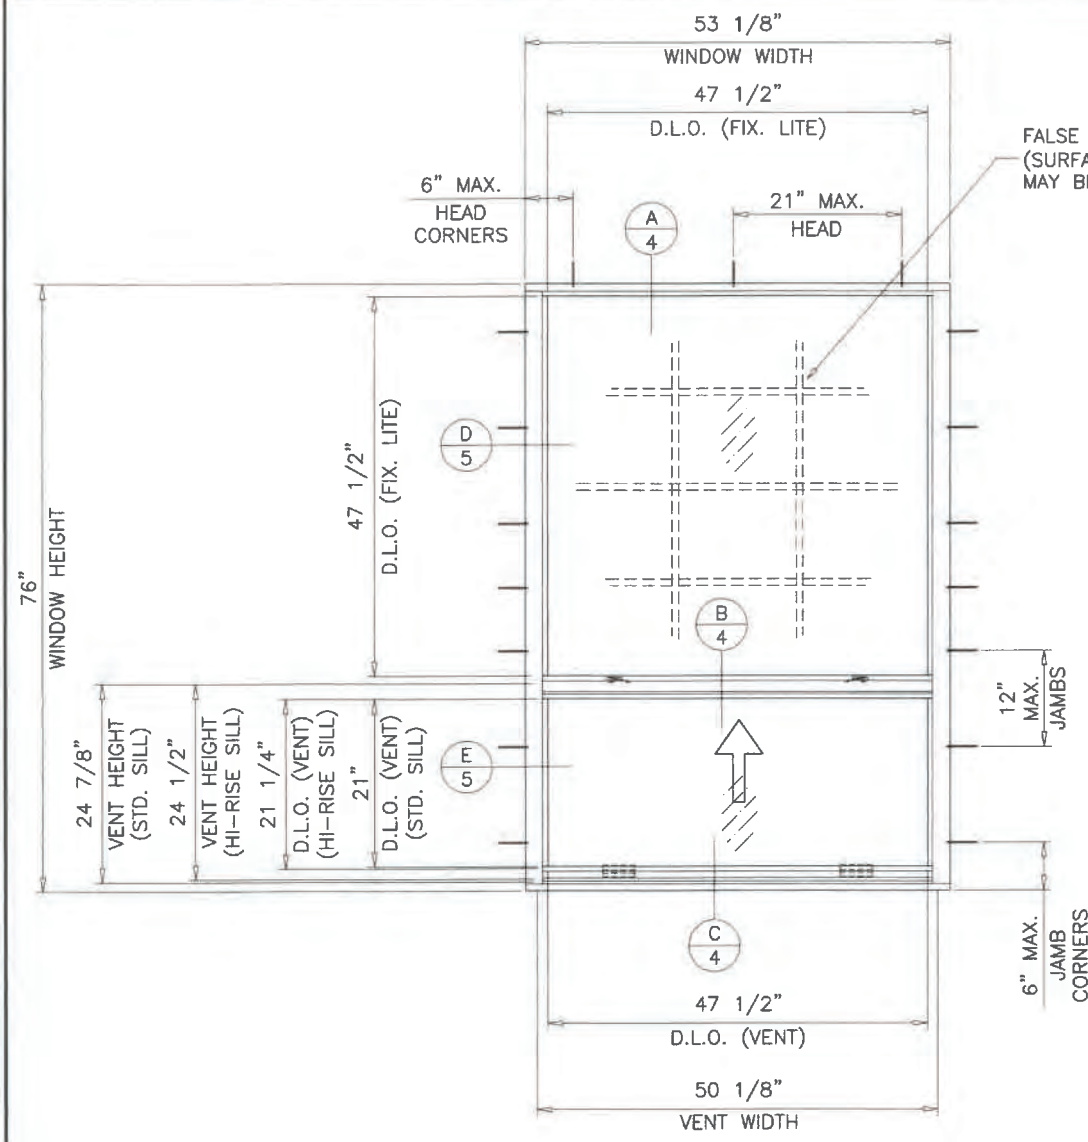 53 1/8"
WINDOW WIDTH
47 1/2"
D.L.O. (FIX. LITE)
FALSE
(SURFA
MAY B
6" MAX.
HEAD
CORNERS
21" MAX.
HEAD
A
4
D
5
47 1/2"
D.L.O. (FIX. LITE)
76"
WINDOW HEIGHT
B
4
12"
MAX.
JAMBS
24 7/8"
VENT HEIGHT
(STD. SILL)
24 1/2"
VENT HEIGHT
(HI-RISE SILL)
21 1/4"
D.L.O. (VENT)
(HI-RISE SILL)
21"
D.L.O. (VENT)
(STD. SILL)
E
5
C
4
6" MAX.
JAMB
CORNERS
47 1/2"
D.L.O. (VENT)
50 1/8"
VENT WIDTH